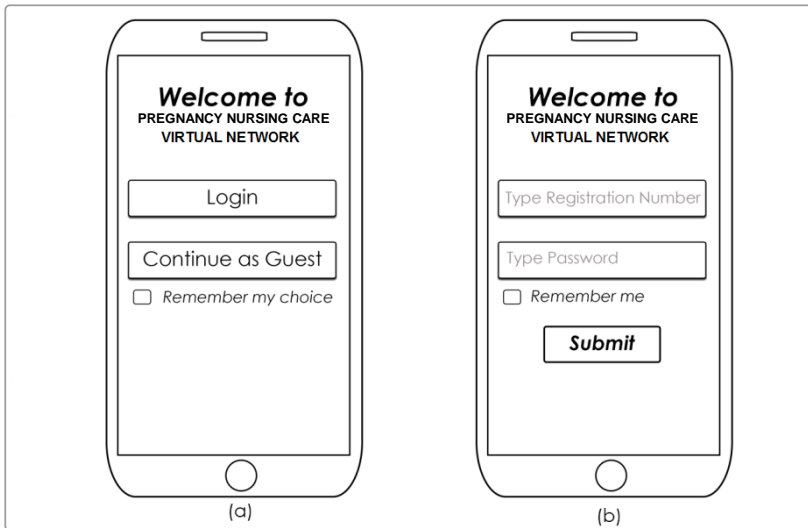 Welcome to
PREGNANCY NURSING CARE
VIRTUAL NETWORK
Login
Continue as Guest
Remember my choice
(a)
Welcome to
PREGNANCY NURSING CARE
VIRTUAL NETWORK
Type Registration Number
Type Password
Remember me
Submit
(b)